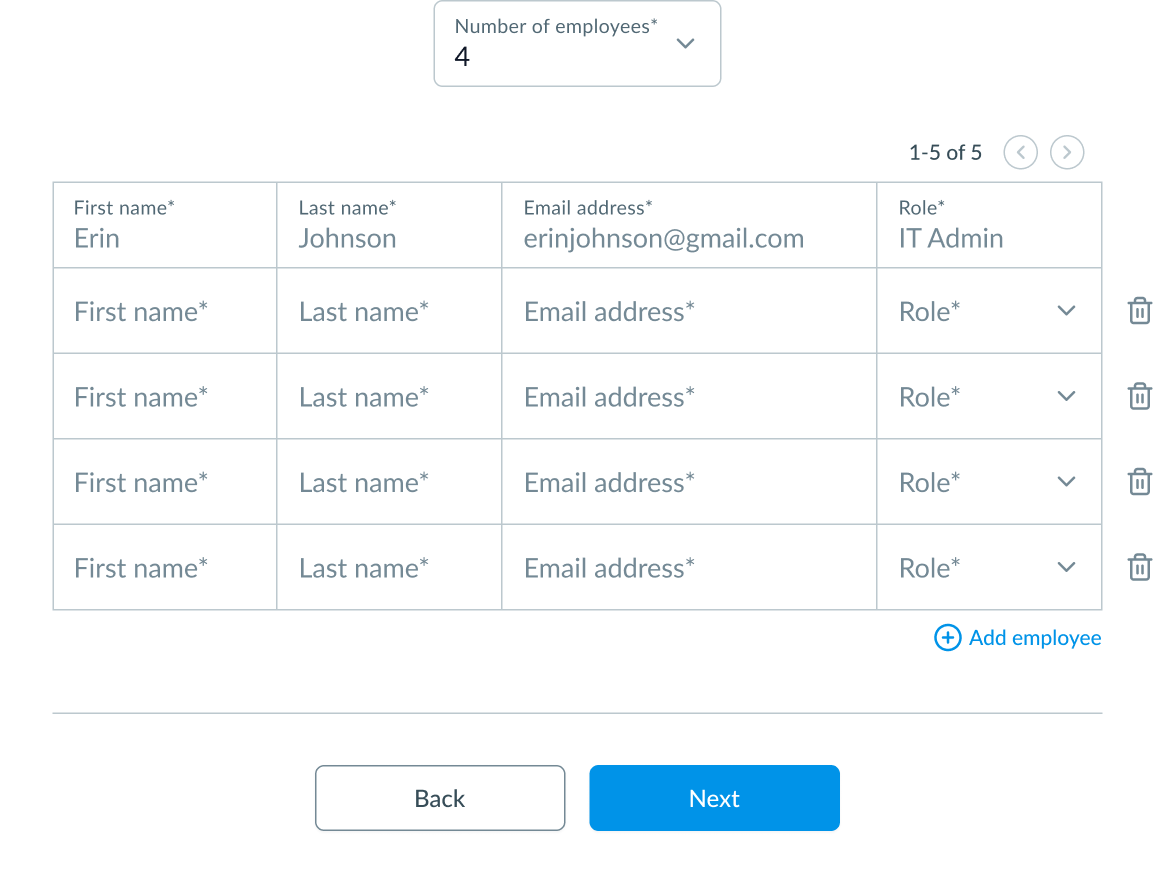 Number of employees*
4
1-5 of 5
First name* Last name* Email address* Role*
Erin Johnson erinjohnson@gmail.com IT Admin
First name* Last name* Email address* Role*
First name* Last name* Email address* Role*
First name* Last name* Email address* Role*
First name* Last name* Email address* Role*
Add employee
Back Next